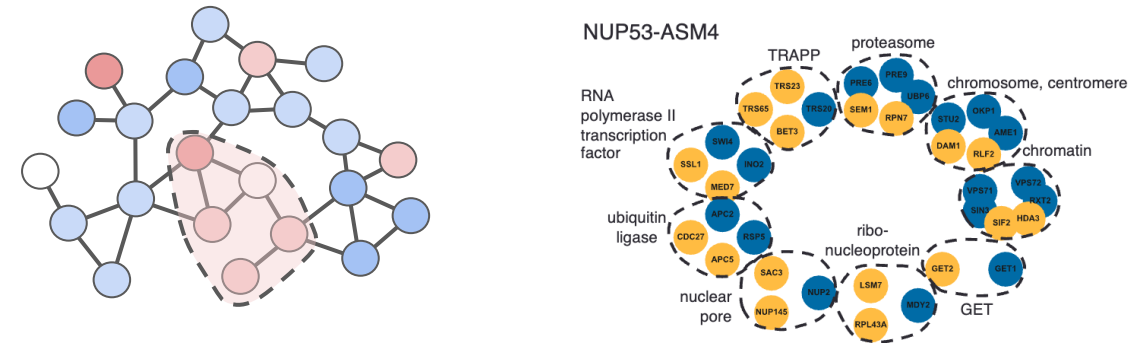 NUP53-ASM4
TRAPP
TRS23
TRS65
TRS20
BET3
proteasome
PRE6
PRE9
UBP6
SEM1
RPN7
chromosome, centromere
STU2
OKP1
AME1
DAM1
RLF2
chromatin
VPS71
VPS72
RXT2
SIN3
SIF2
HDA3
RNA
polymerase II
transcription
factor
SWI4
SSL1
INO2
MED7
ubiquitin
ligase
APC2
CDC27
RSP5
APC5
nuclear
pore
SAC3
NUP2
NUP145
ribo-
nucleoprotein
LSM7
MDY2
RPL43A
GET2
GET1
GET